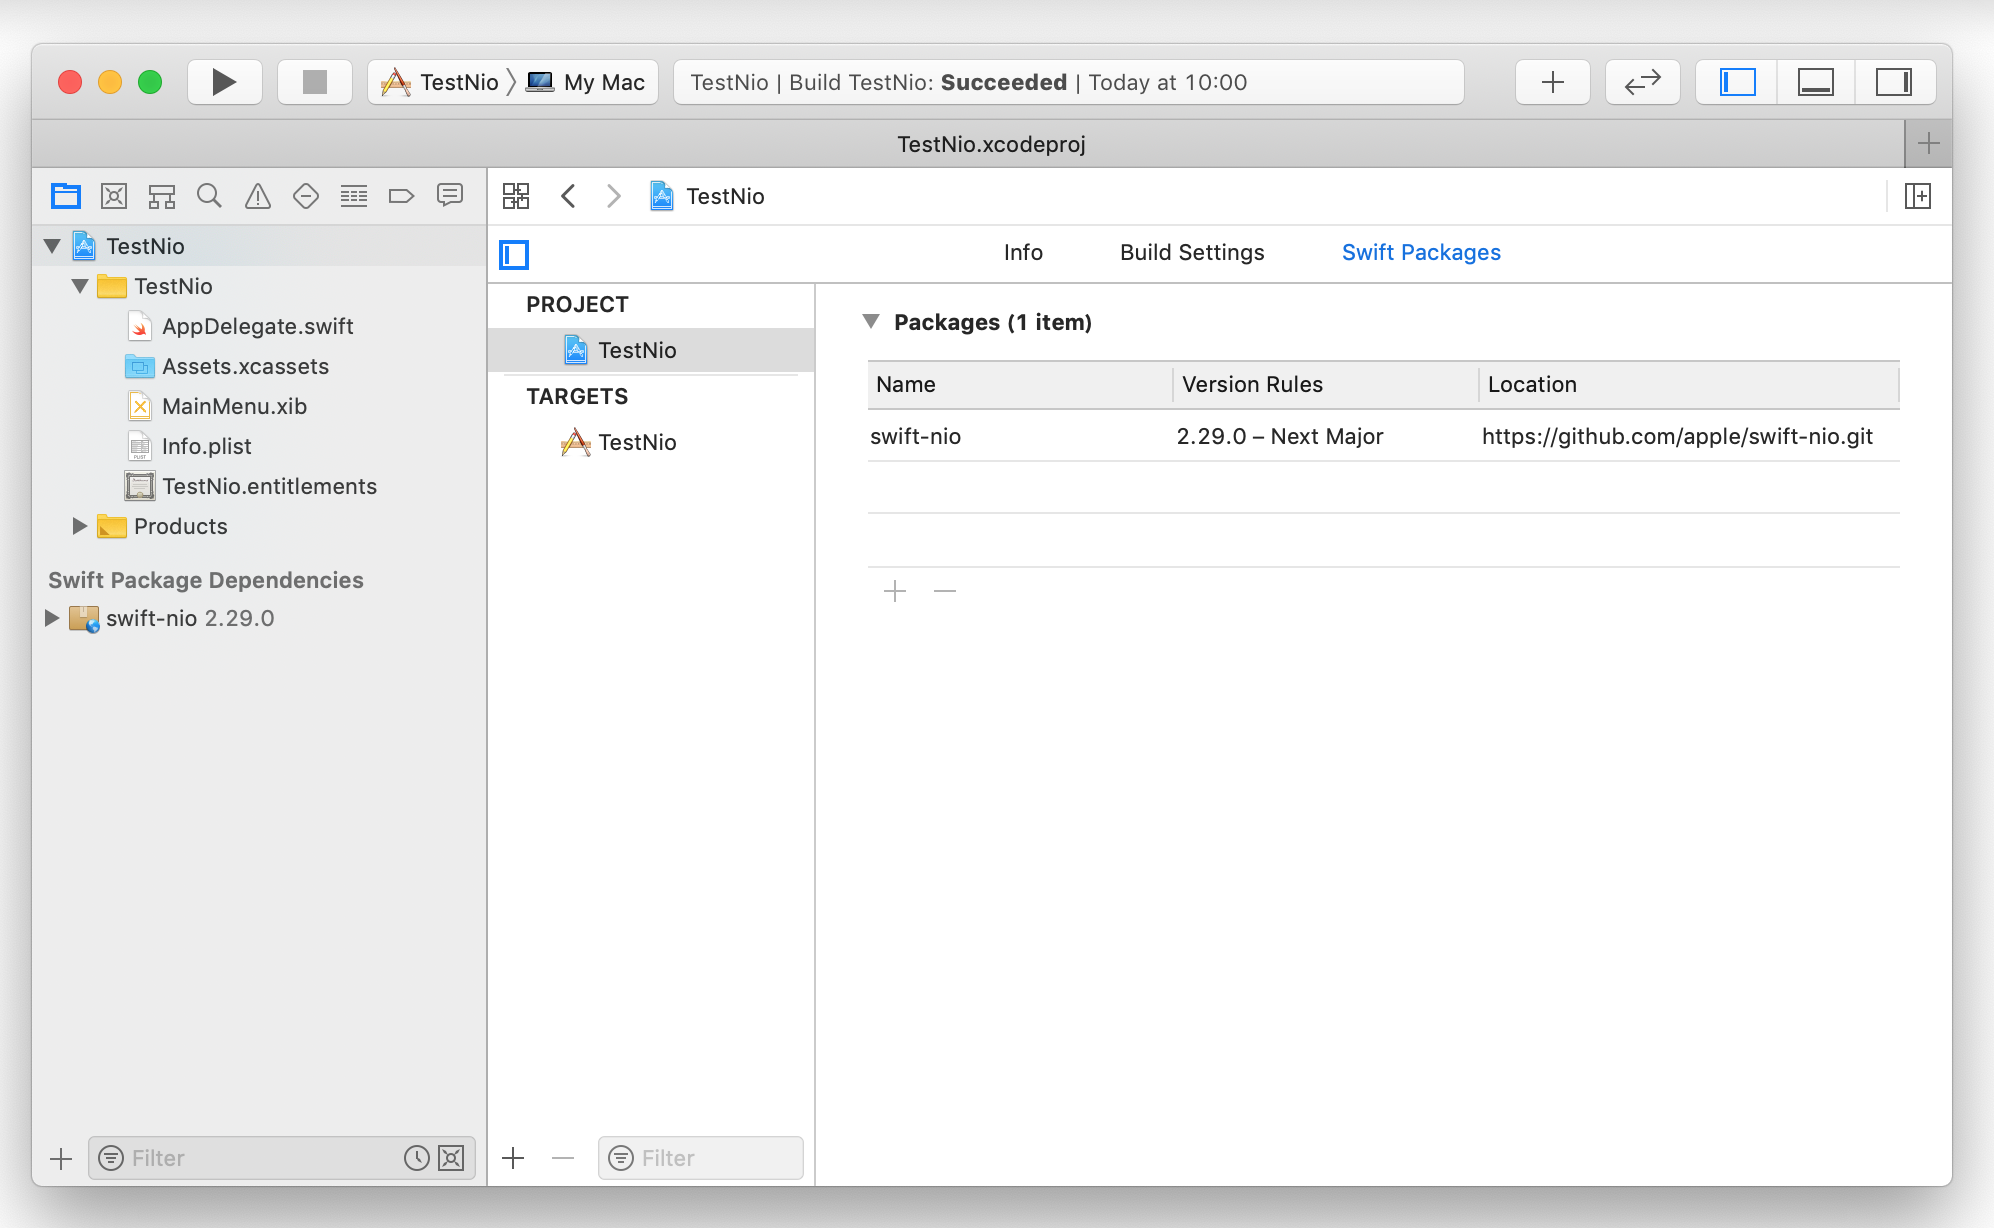 TestNio 〉 My Mac
TestNio | Build TestNio: Succeeded | Today at 10:00
TestNio.xcodeproj
TestNio
TestNio
AppDelegate.swift
Assets.xcassets
MainMenu.xib
Info.plist
TestNio.entitlements
Products
Swift Package Dependencies
swift-nio 2.29.0
Filter
TestNio
Info Build Settings Swift Packages
PROJECT
TestNio
TARGETS
TestNio
Filter
Packages (1 item)
Name Version Rules Location
swift-nio 2.29.0 – Next Major https://github.com/apple/swift-nio.git